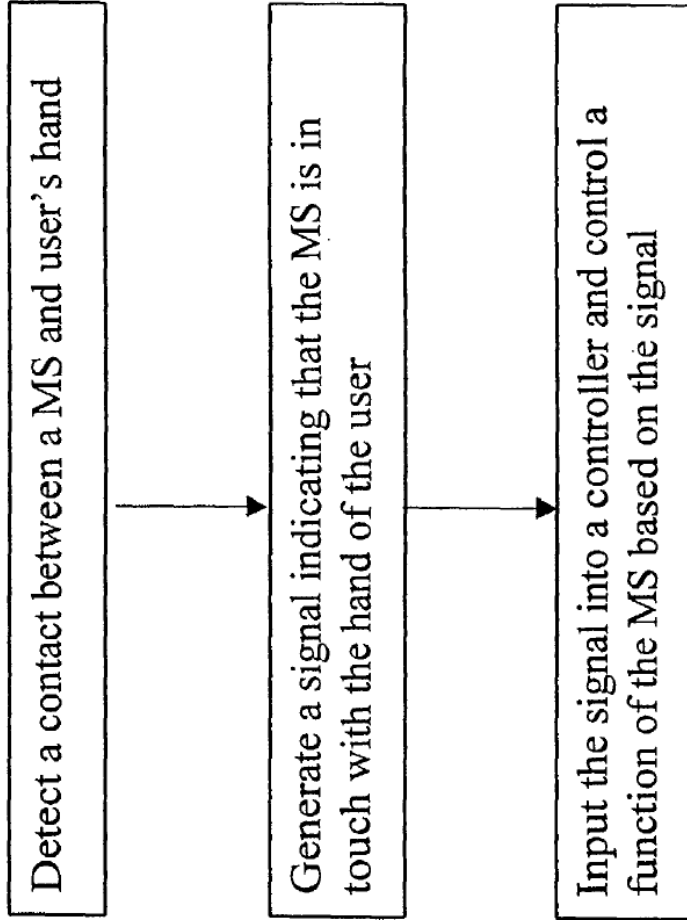 Detect a contact between a MS and user's hand
Generate a signal indicating that the MS is in
touch with the hand of the user
Input the signal into a controller and control a
function of the MS based on the signal